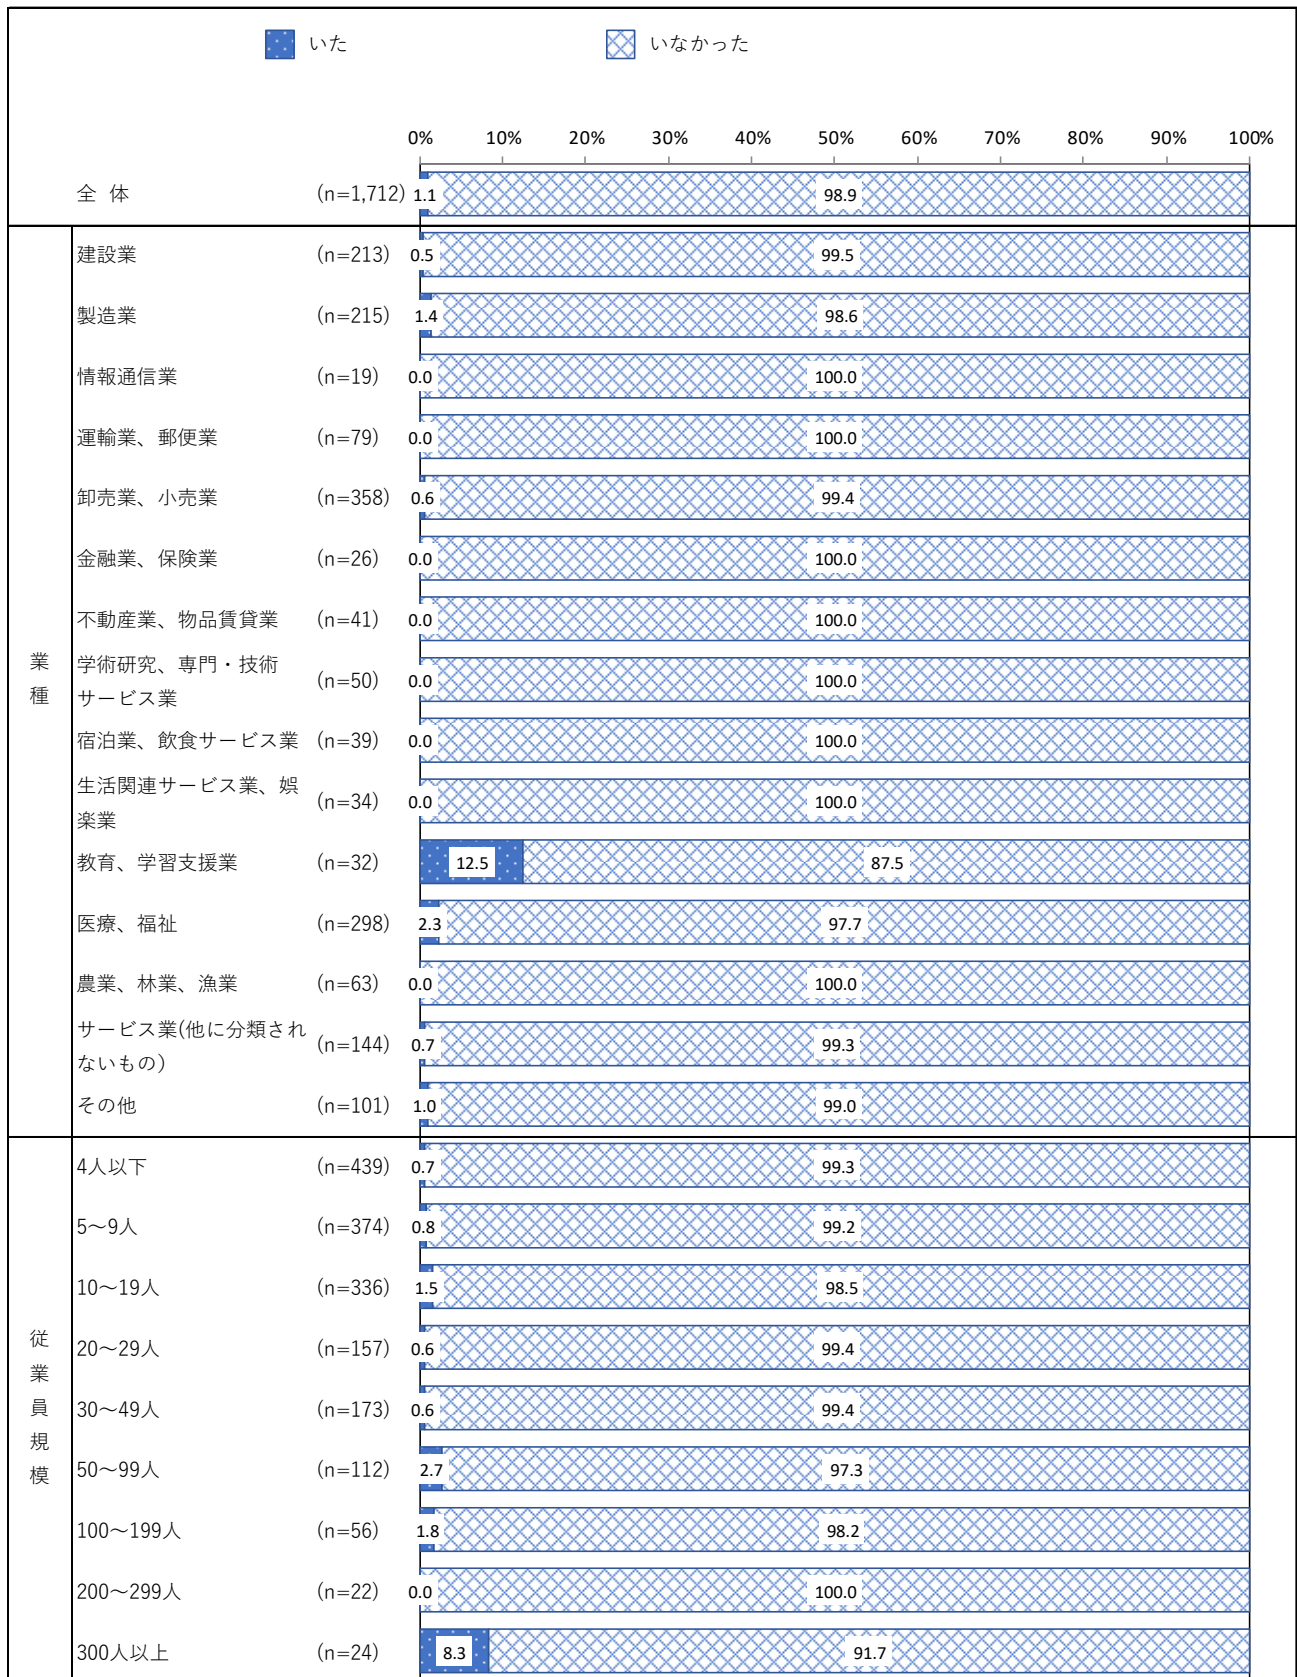 いた いなかった
0% 10% 20% 30% 40% 50% 60% 70% 80% 90% 100%
全 体 (n=1,712) 1.1 98.9
業種
建設業 (n=213) 0.5 99.5
製造業 (n=215) 1.4 98.6
情報通信業 (n=19) 0.0 100.0
運輸業、郵便業 (n=79) 0.0 100.0
卸売業、小売業 (n=358) 0.6 99.4
金融業、保険業 (n=26) 0.0 100.0
不動産業、物品賃貸業 (n=41) 0.0 100.0
学術研究、専門・技術
サービス業 (n=50) 0.0 100.0
宿泊業、飲食サービス業 (n=39) 0.0 100.0
生活関連サービス業、娯
楽業 (n=34) 0.0 100.0
教育、学習支援業 (n=32) 12.5 87.5
医療、福祉 (n=298) 2.3 97.7
農業、林業、漁業 (n=63) 0.0 100.0
サービス業(他に分類され
ないもの） (n=144) 0.7 99.3
その他 (n=101) 1.0 99.0
従業員規模
4人以下 (n=439) 0.7 99.3
5～9人 (n=374) 0.8 99.2
10～19人 (n=336) 1.5 98.5
20～29人 (n=157) 0.6 99.4
30～49人 (n=173) 0.6 99.4
50～99人 (n=112) 2.7 97.3
100～199人 (n=56) 1.8 98.2
200～299人 (n=22) 0.0 100.0
300人以上 (n=24) 8.3 91.7